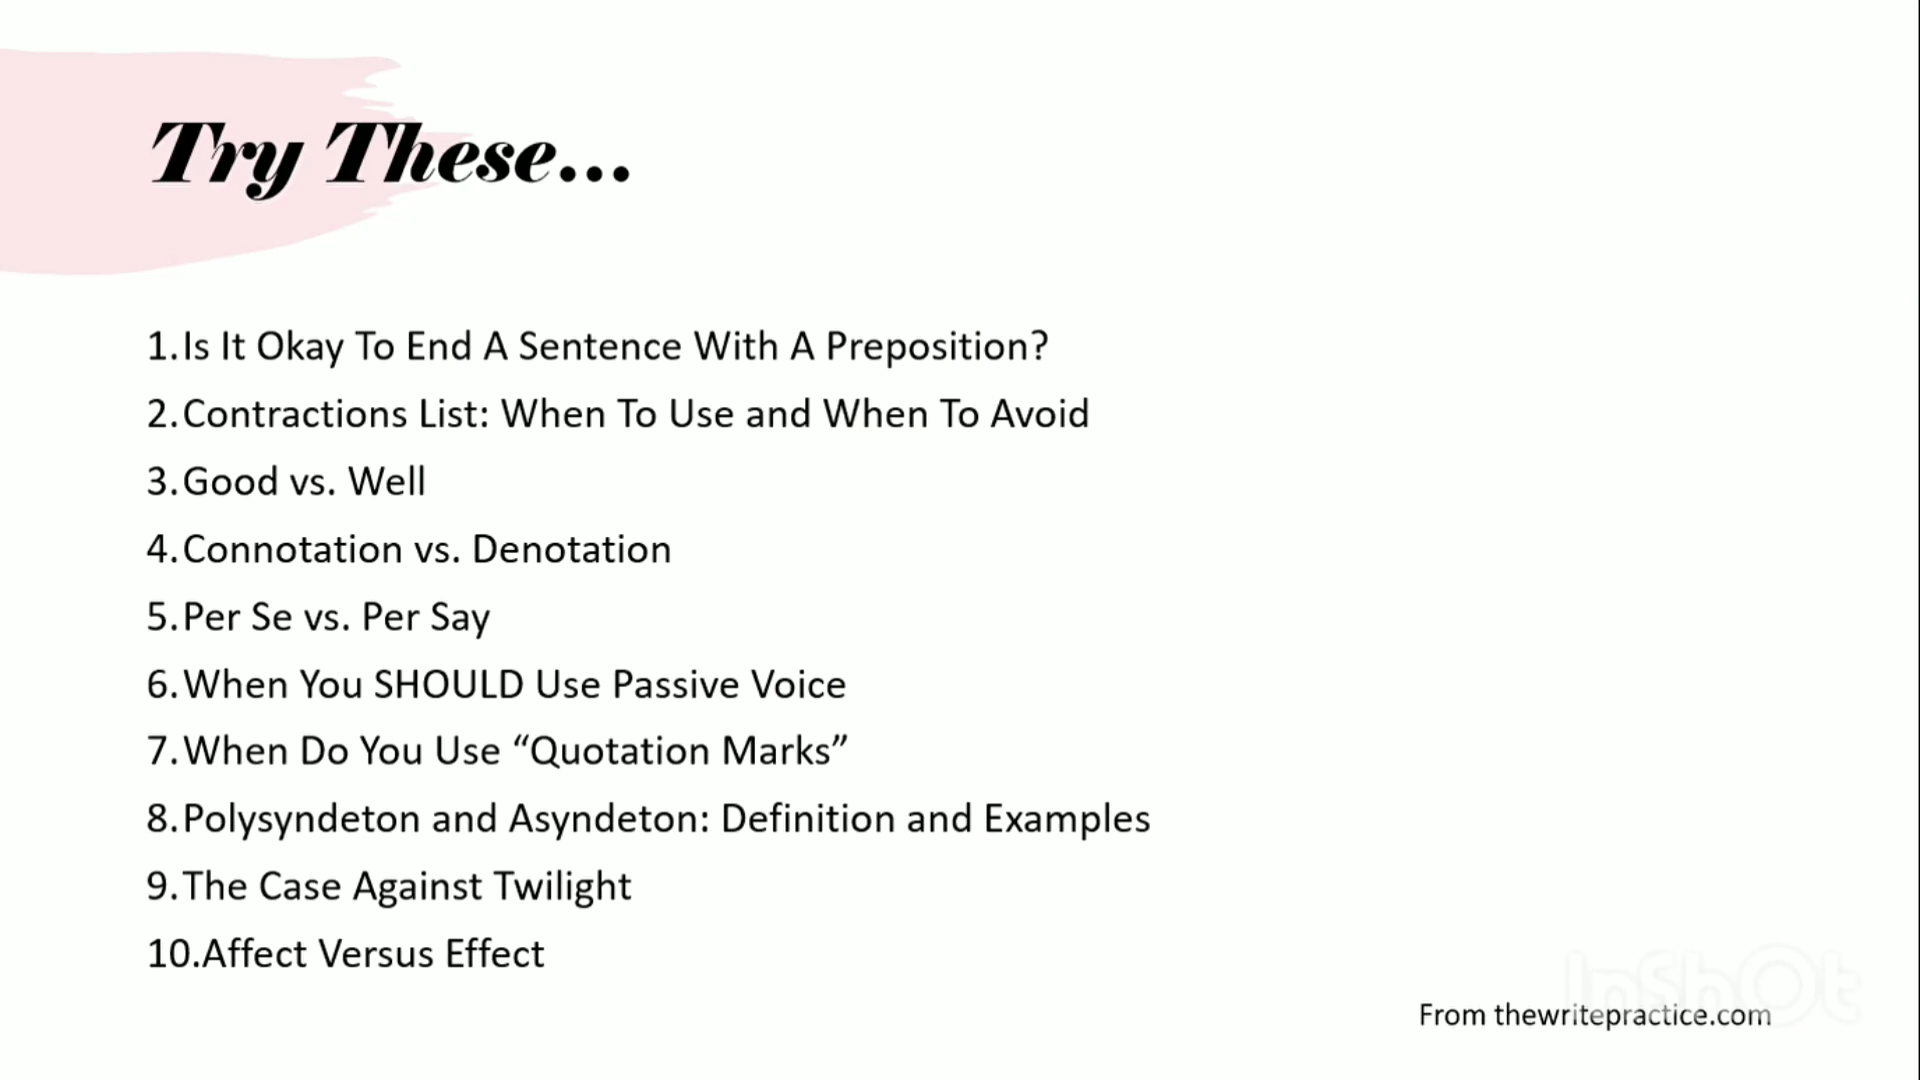 Try These...
1.Is It Okay To End A Sentence With A Preposition?
2.Contractions List: When To Use and When To Avoid
3.Good vs. Well
4.Connotation vs. Denotation
5.Per Se vs. Per Say
6.When You SHOULD Use Passive Voice
7.When Do You Use “Quotation Marks”
8.Polysyndeton and Asyndeton: Definition and Examples
9.The Case Against Twilight
10.Affect Versus Effect
InShOt
From thewritepractice.com